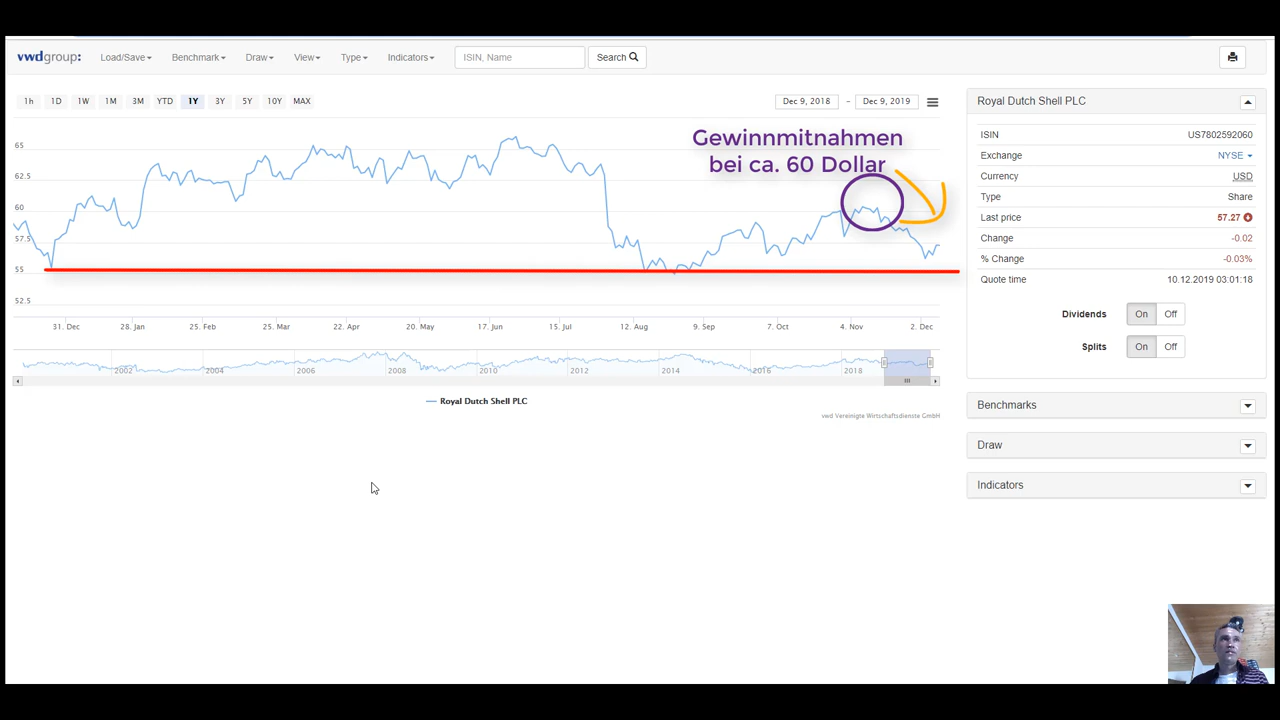 vwdgroup: Load/Save Benchmark Draw View Type Indicators ISIN, Name Search
1h 1D 1W 1M 3M YTD 1Y 3Y 5Y 10Y MAX Dec 9, 2018 – Dec 9, 2019
Gewinnmitnahmen
bei ca. 60 Dollar
65
62.5
60
57.5
55
52.5
31. Dec 28. Jan 25. Feb 25. Mar 22. Apr 20. May 17. Jun 15. Jul 12. Aug 9. Sep 7. Oct 4. Nov 2. Dec
2002 2004 2006 2008 2010 2012 2014 2016 2018
Royal Dutch Shell PLC
vwd Vereinigte Wirtschaftsdienste GmbH
Royal Dutch Shell PLC
ISIN US7802592060
Exchange NYSE
Currency USD
Type Share
Last price 57.27
Change -0.02
% Change -0.03%
Quote time 10.12.2019 03:01:18
Dividends On Off
Splits On Off
Benchmarks
Draw
Indicators